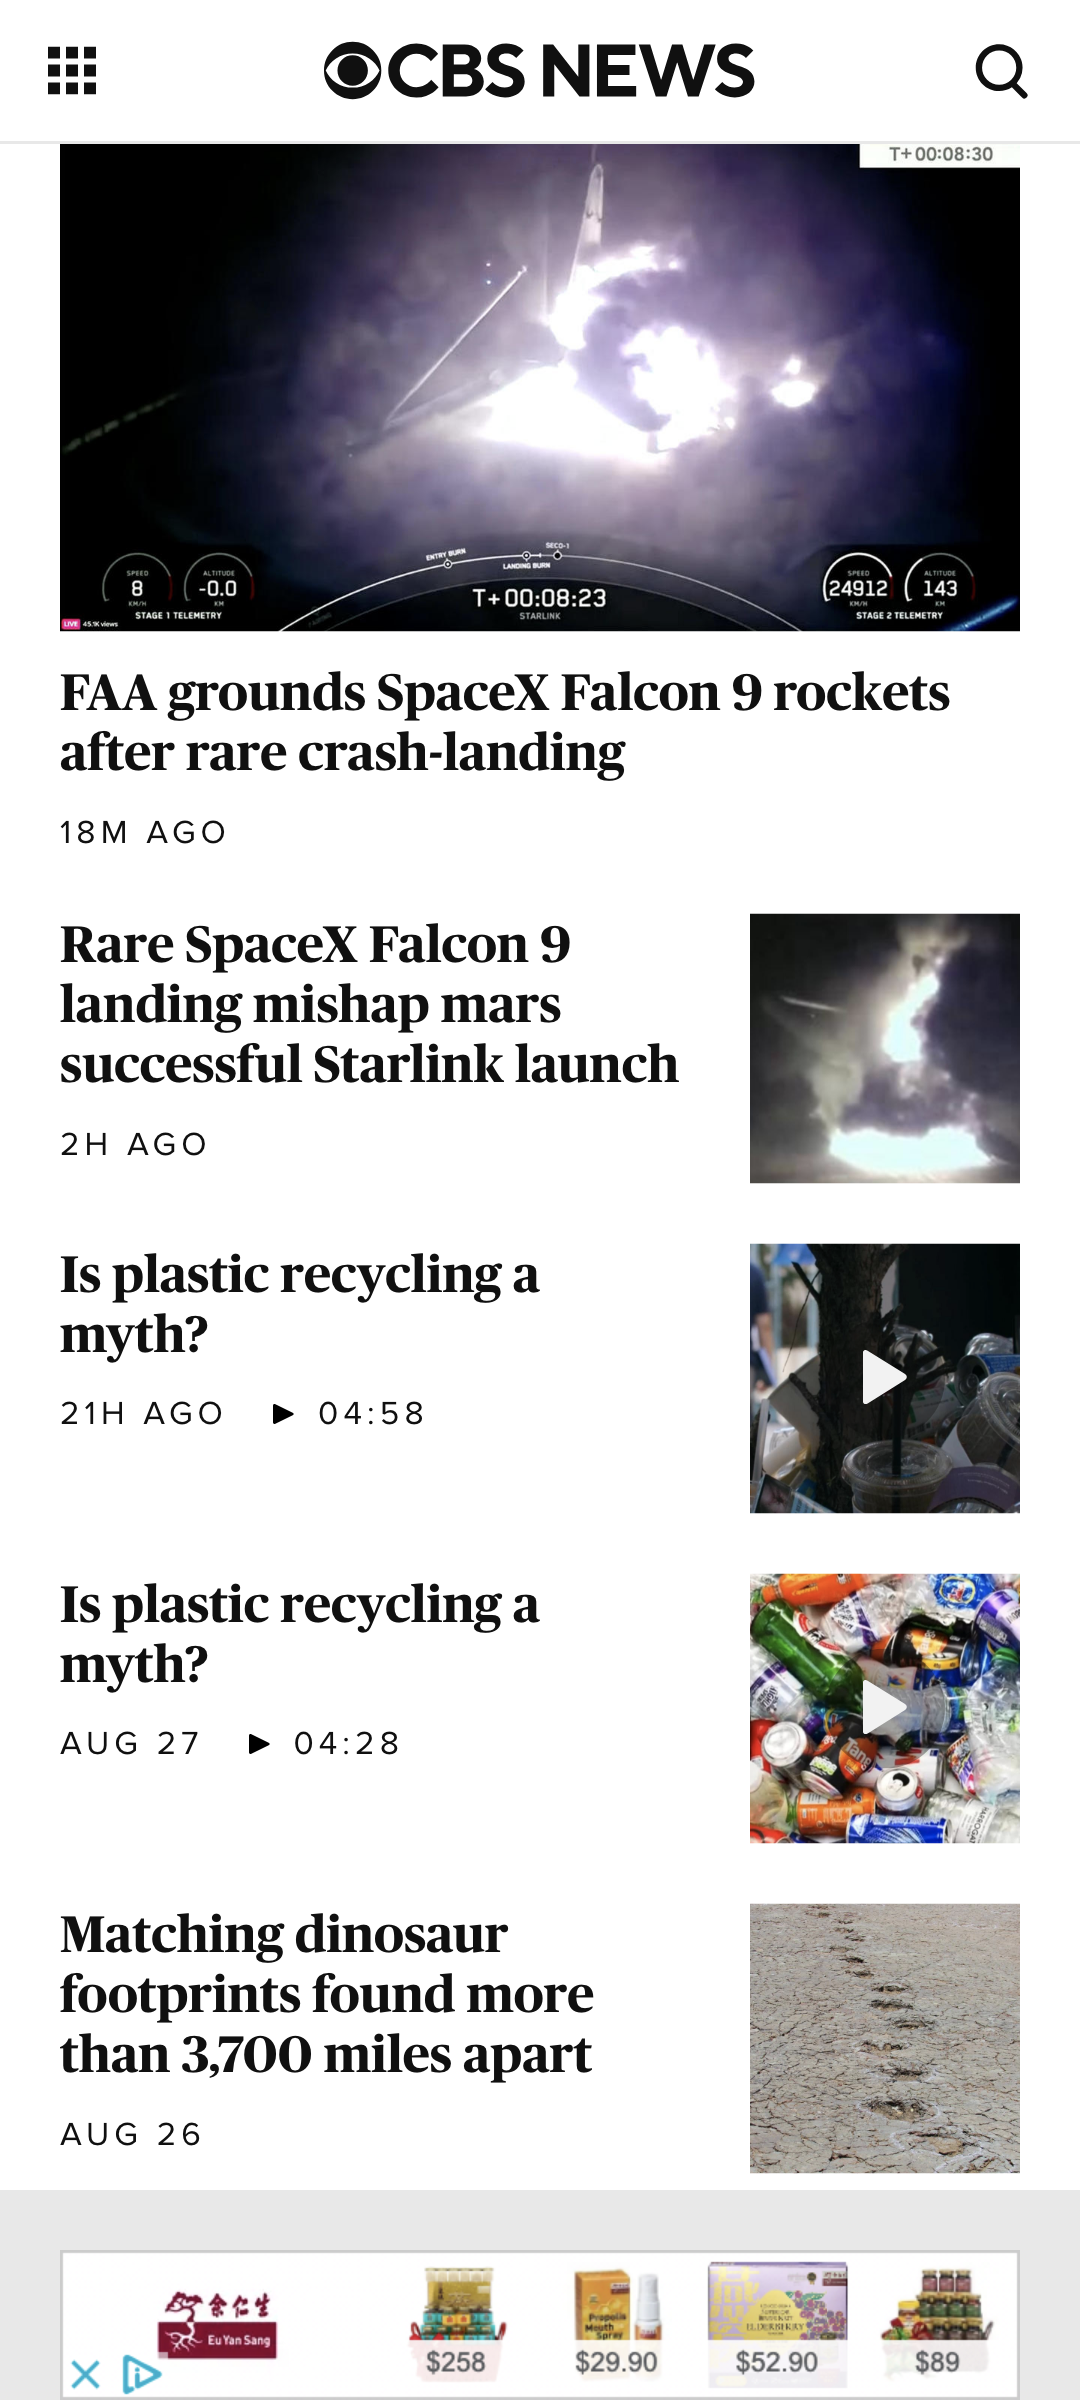 CBS NEWS
T+00:08:30
ENTRY BURN
LANDING BURN
SECO-1
SPEED
8
KM/H
ALTITUDE
-0.0
KM
STAGE 1 TELEMETRY
T+00:08:23
STARLINK
SPEED
24912
KM/H
ALTITUDE
143
KM
STAGE 2 TELEMETRY
LIVE 45.1K views
FAA grounds SpaceX Falcon 9 rockets
after rare crash-landing
18M AGO
Rare SpaceX Falcon 9
landing mishap mars
successful Starlink launch
2H AGO
Is plastic recycling a
myth?
21H AGO 04:58
Is plastic recycling a
myth?
AUG 27 04:28
Tang
Matching dinosaur
footprints found more
than 3,700 miles apart
AUG 26
余仁生
Eu Yan Sang
$258
Propolis
Mouth
Spray
$29.90
ELDERBERRY
$52.90
$89